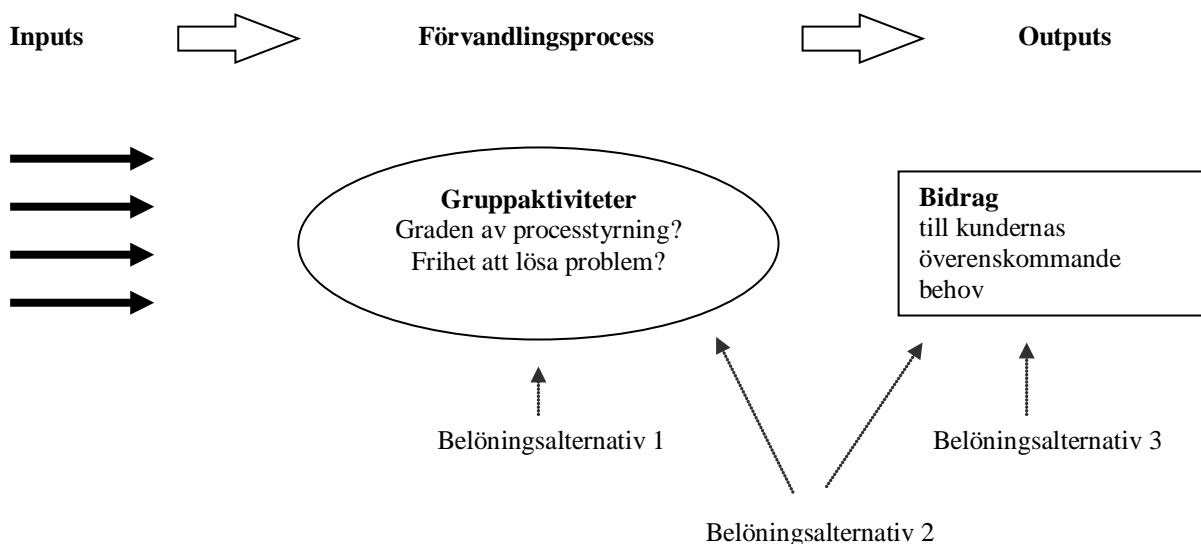 Inputs
Förvandlingsprocess
Outputs
Gruppaktiviteter
Graden av processtyrning?
Frihet att lösa problem?
Bidrag
till kundernas
överenskommande
behov
Belöningsalternativ 1
Belöningsalternativ 3
Belöningsalternativ 2